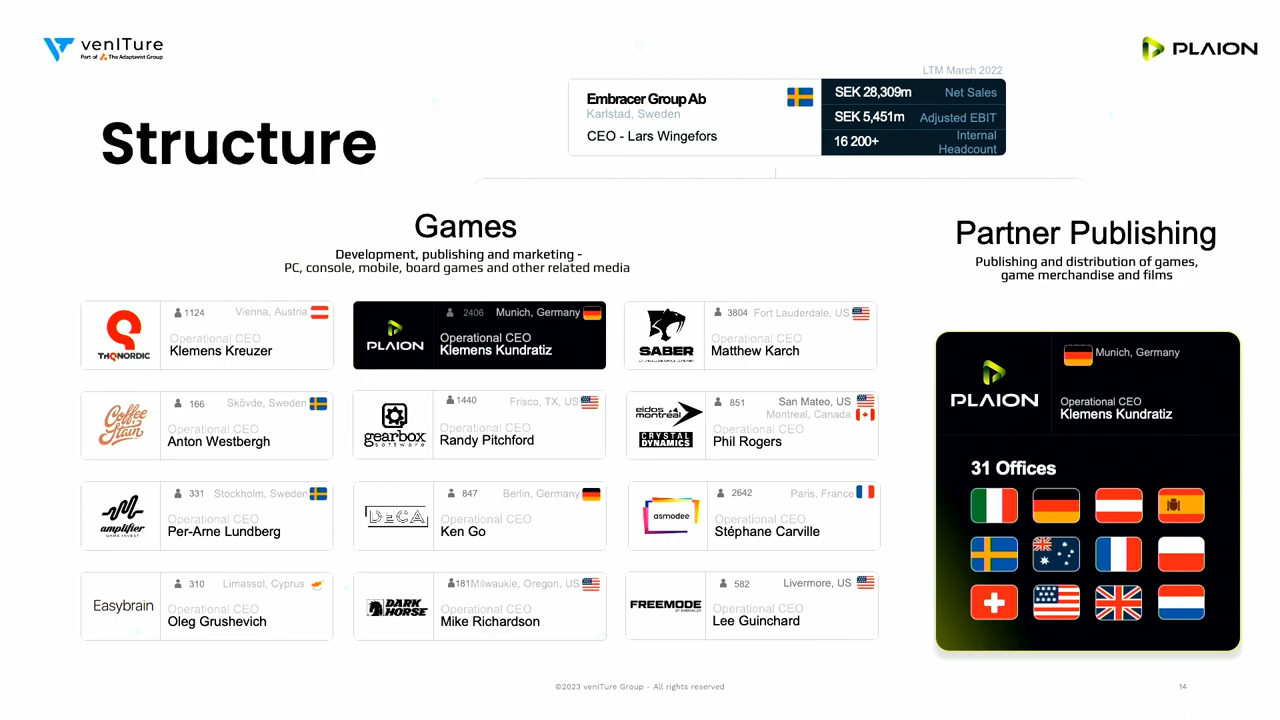 venITure
Part of The Adaptavist Group
PLAION
LTM March 2022
Embracer Group Ab
Karlstad, Sweden
CEO - Lars Wingefors
SEK 28,309m Net Sales
SEK 5,451m Adjusted EBIT
16 200+ Internal
Headcount
Structure
Games
Development, publishing and marketing -
PC, console, mobile, board games and other related media
Partner Publishing
Publishing and distribution of games,
game merchandise and films
THQNORDIC
1124 Vienna, Austria
Operational CEO
Klemens Kreuzer
PLAION
2406 Munich, Germany
Operational CEO
Klemens Kundratiz
SABER
3804 Fort Lauderdale, US
Operational CEO
Matthew Karch
Coffee
Stain
166 Skövde, Sweden
Operational CEO
Anton Westbergh
gearbox
software
1440 Frisco, TX, US
Operational CEO
Randy Pitchford
eidos
montréal
CRYSTAL
DYNAMICS
851 San Mateo, US
Montreal, Canada
Operational CEO
Phil Rogers
amplifier
GAME INVEST
331 Stockholm, Sweden
Operational CEO
Per-Arne Lundberg
DECA
847 Berlin, Germany
Operational CEO
Ken Go
asmodee
2642 Paris, France
Operational CEO
Stéphane Carville
Easybrain
310 Limassol, Cyprus
Operational CEO
Oleg Grushevich
DARK
HORSE
181 Milwaukie, Oregon, US
Operational CEO
Mike Richardson
FREEMODE
BY EMBRACER
582 Livermore, US
Operational CEO
Lee Guinchard
PLAION
Munich, Germany
Operational CEO
Klemens Kundratiz
31 Offices
©2023 venITure Group - All rights reserved
14